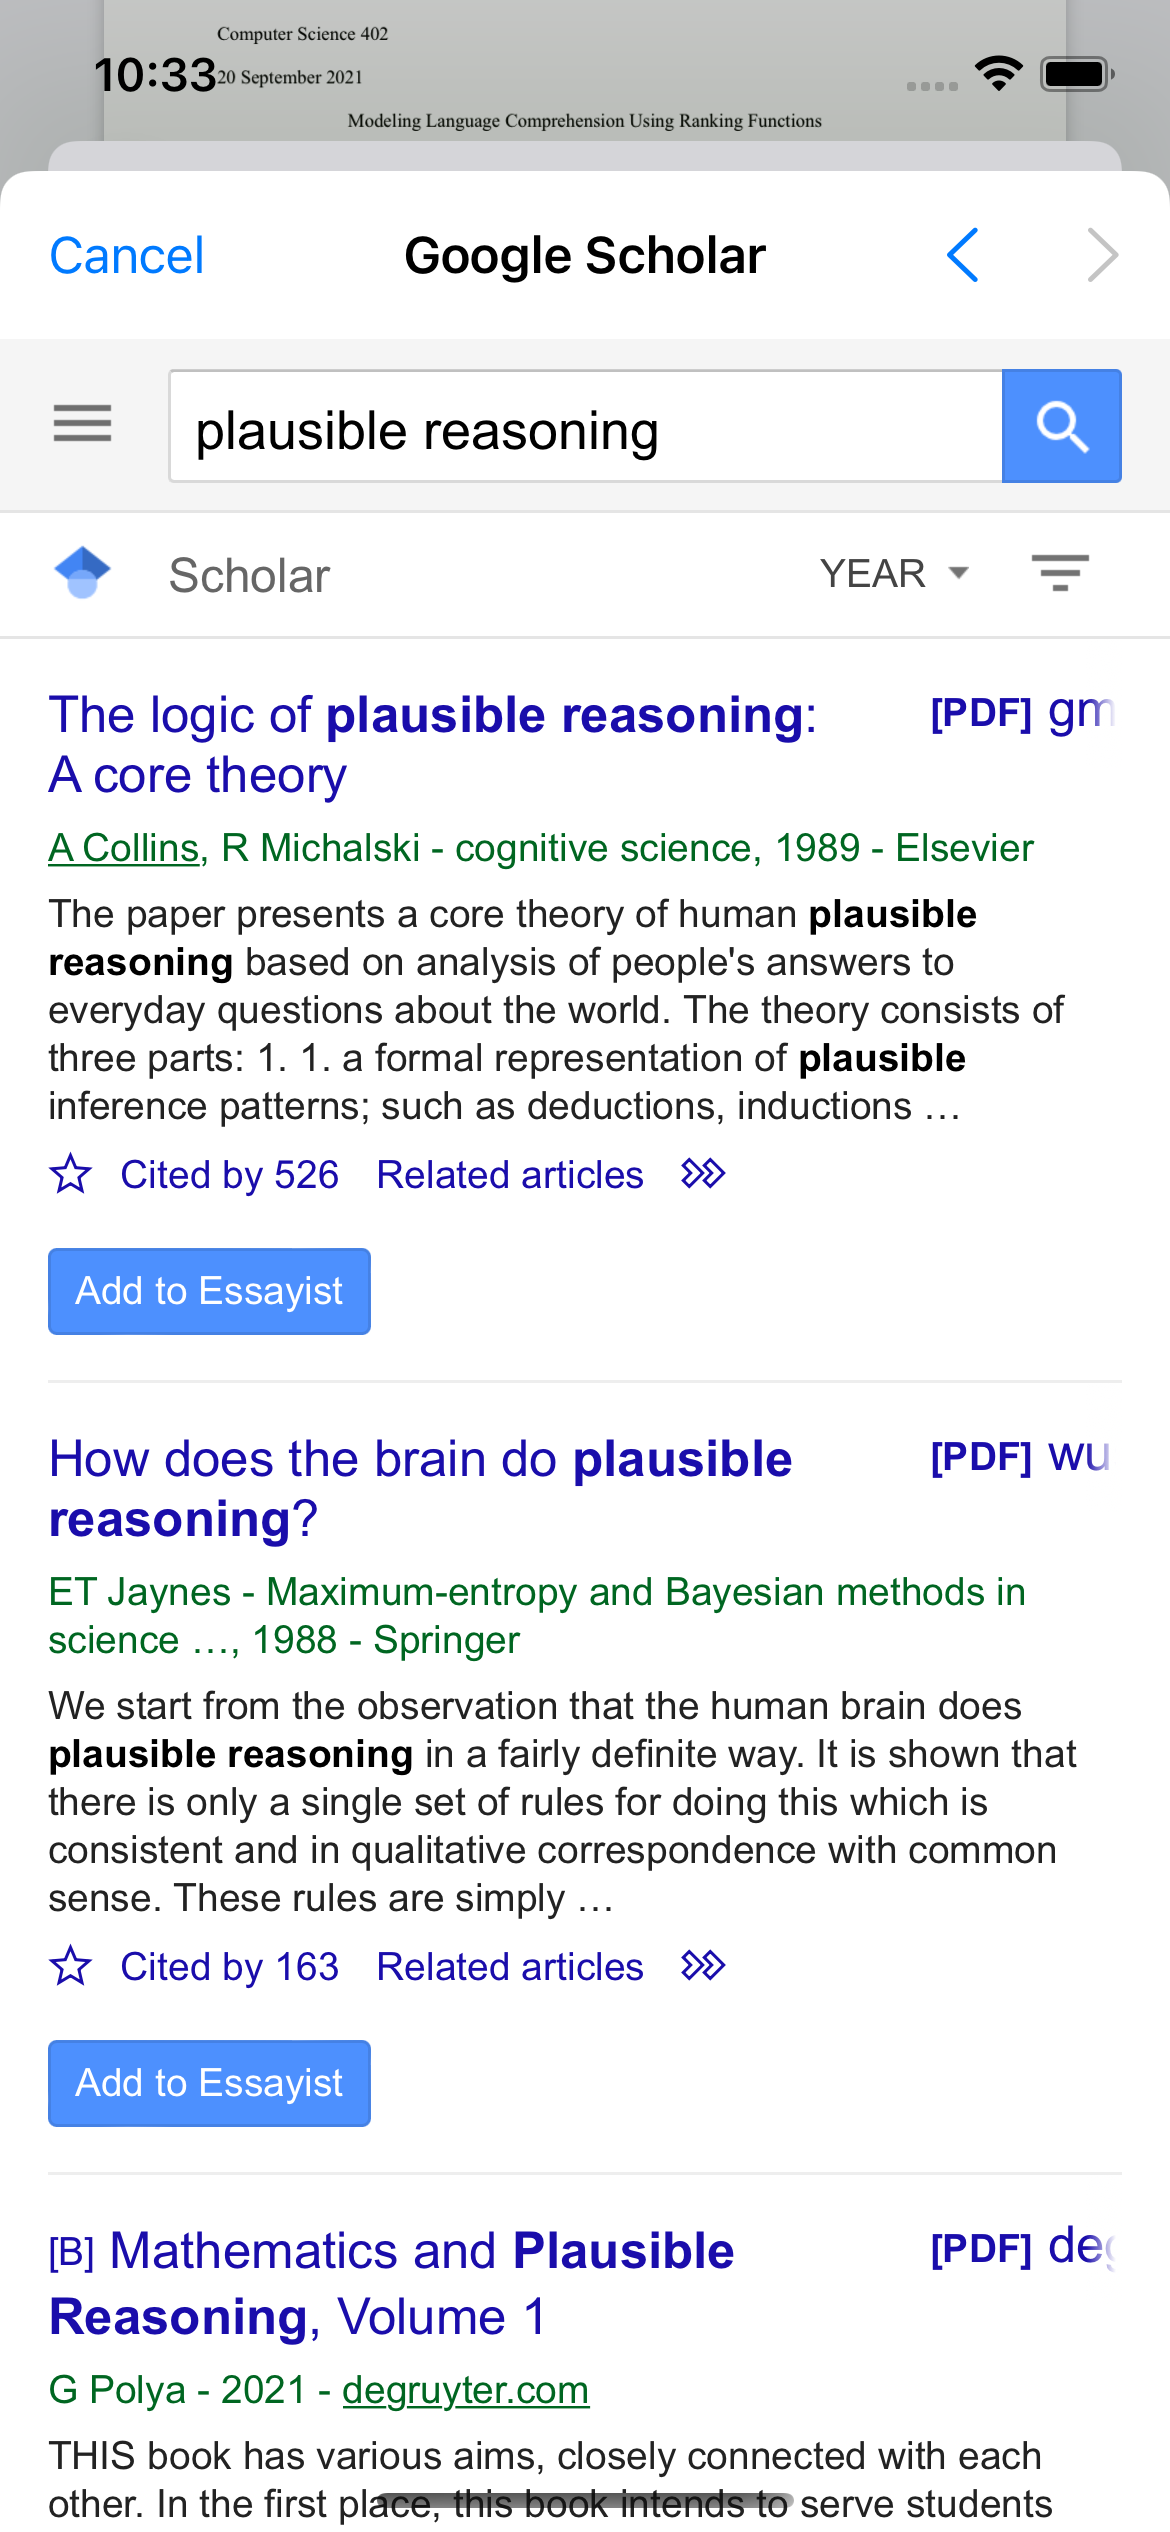 Computer Science 402
10:33
20 September 2021
Modeling Language Comprehension Using Ranking Functions
Cancel
Google Scholar
plausible reasoning
Scholar
YEAR
The logic of plausible reasoning:
A core theory
[PDF] gm
A Collins, R Michalski - cognitive science, 1989 - Elsevier
The paper presents a core theory of human plausible
reasoning based on analysis of people's answers to
everyday questions about the world. The theory consists of
three parts: 1. 1. a formal representation of plausible
inference patterns; such as deductions, inductions …
Cited by 526 Related articles
Add to Essayist
How does the brain do plausible
reasoning?
[PDF] wu
ET Jaynes - Maximum-entropy and Bayesian methods in
science …, 1988 - Springer
We start from the observation that the human brain does
plausible reasoning in a fairly definite way. It is shown that
there is only a single set of rules for doing this which is
consistent and in qualitative correspondence with common
sense. These rules are simply …
Cited by 163 Related articles
Add to Essayist
[B] Mathematics and Plausible
Reasoning, Volume 1
[PDF] deg
G Polya - 2021 - degruyter.com
THIS book has various aims, closely connected with each
other. In the first place, this book intends to serve students